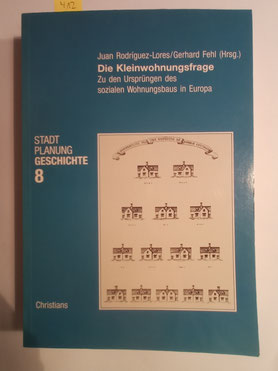 412
Juan Rodriguez-Lores/Gerhard Fehl (Hrsg.)
Die Kleinwohnungsfrage
Zu den Ursprüngen des
sozialen Wohnungsbaus in Europa
STADT
PLANUNG
GESCHICHTE
8
Christians